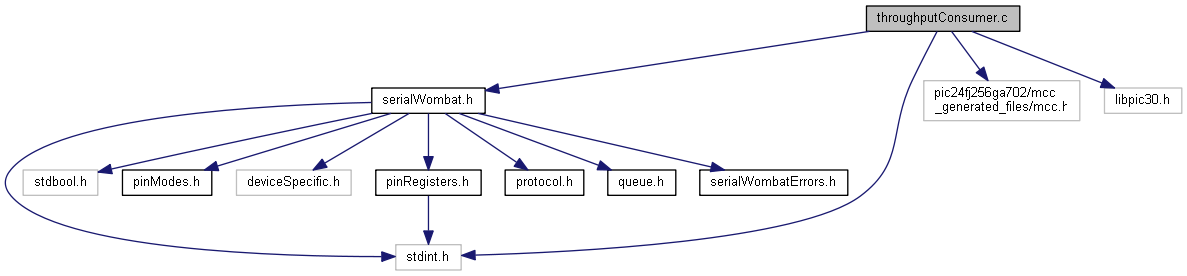 throughputConsumer.c
serialWombat.h
pic24fj256ga702/mcc
_generated_files/mcc.h
libpic30.h
stdbool.h
pinModes.h
deviceSpecific.h
pinRegisters.h
protocol.h
queue.h
serialWombatErrors.h
stdint.h